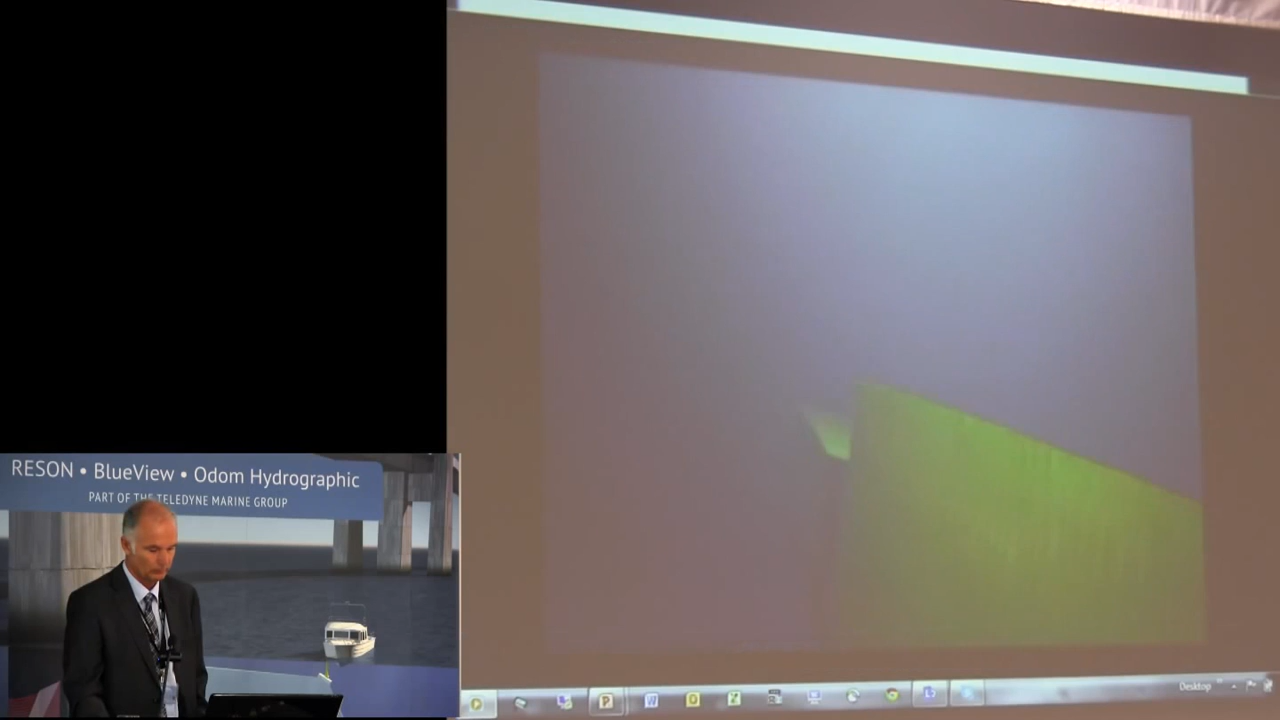 RESON • BlueView • Odom Hydrographic
PART OF THE TELEDYNE MARINE GROUP
Desktop